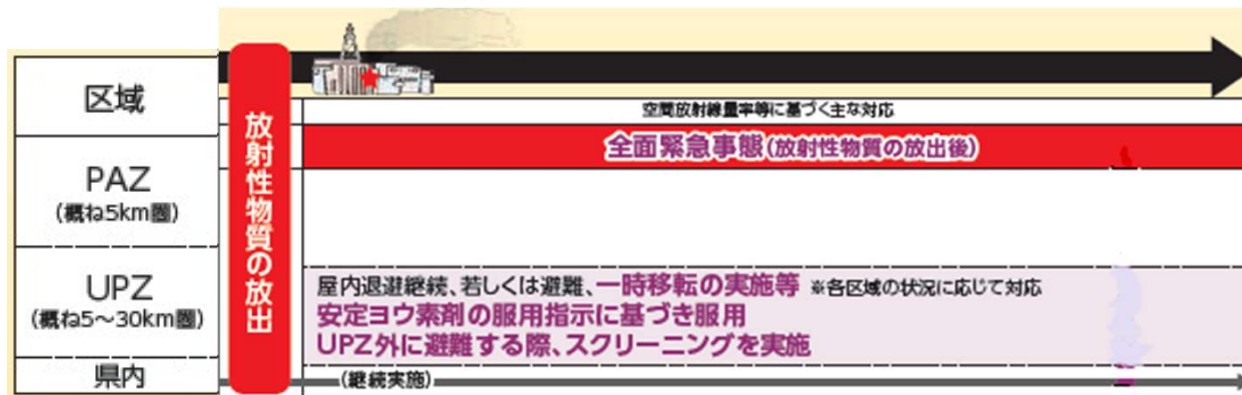 区域
放射性物質の放出
空間放射線量率等に基づく主な対応
全面緊急事態(放射性物質の放出後)
PAZ
(概ね5km圏)
UPZ
(概ね5～30km圏)
屋内退避継続、若しくは避難、一時移転の実施等 ※各区域の状況に応じて対応
安定ヨウ素剤の服用指示に基づき服用
UPZ外に避難する際、スクリーニングを実施
県内
(継続実施)